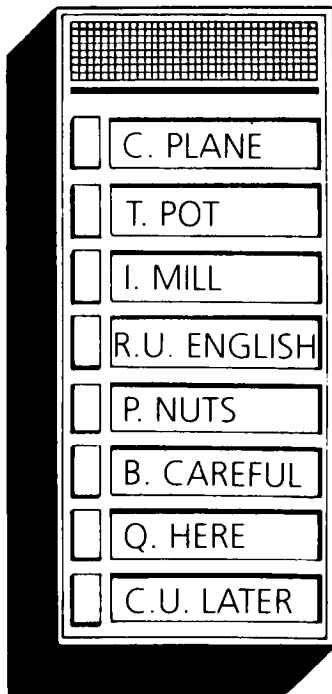 C. PLANE
T. POT
I. MILL
R.U. ENGLISH
P. NUTS
B. CAREFUL
Q. HERE
C.U. LATER